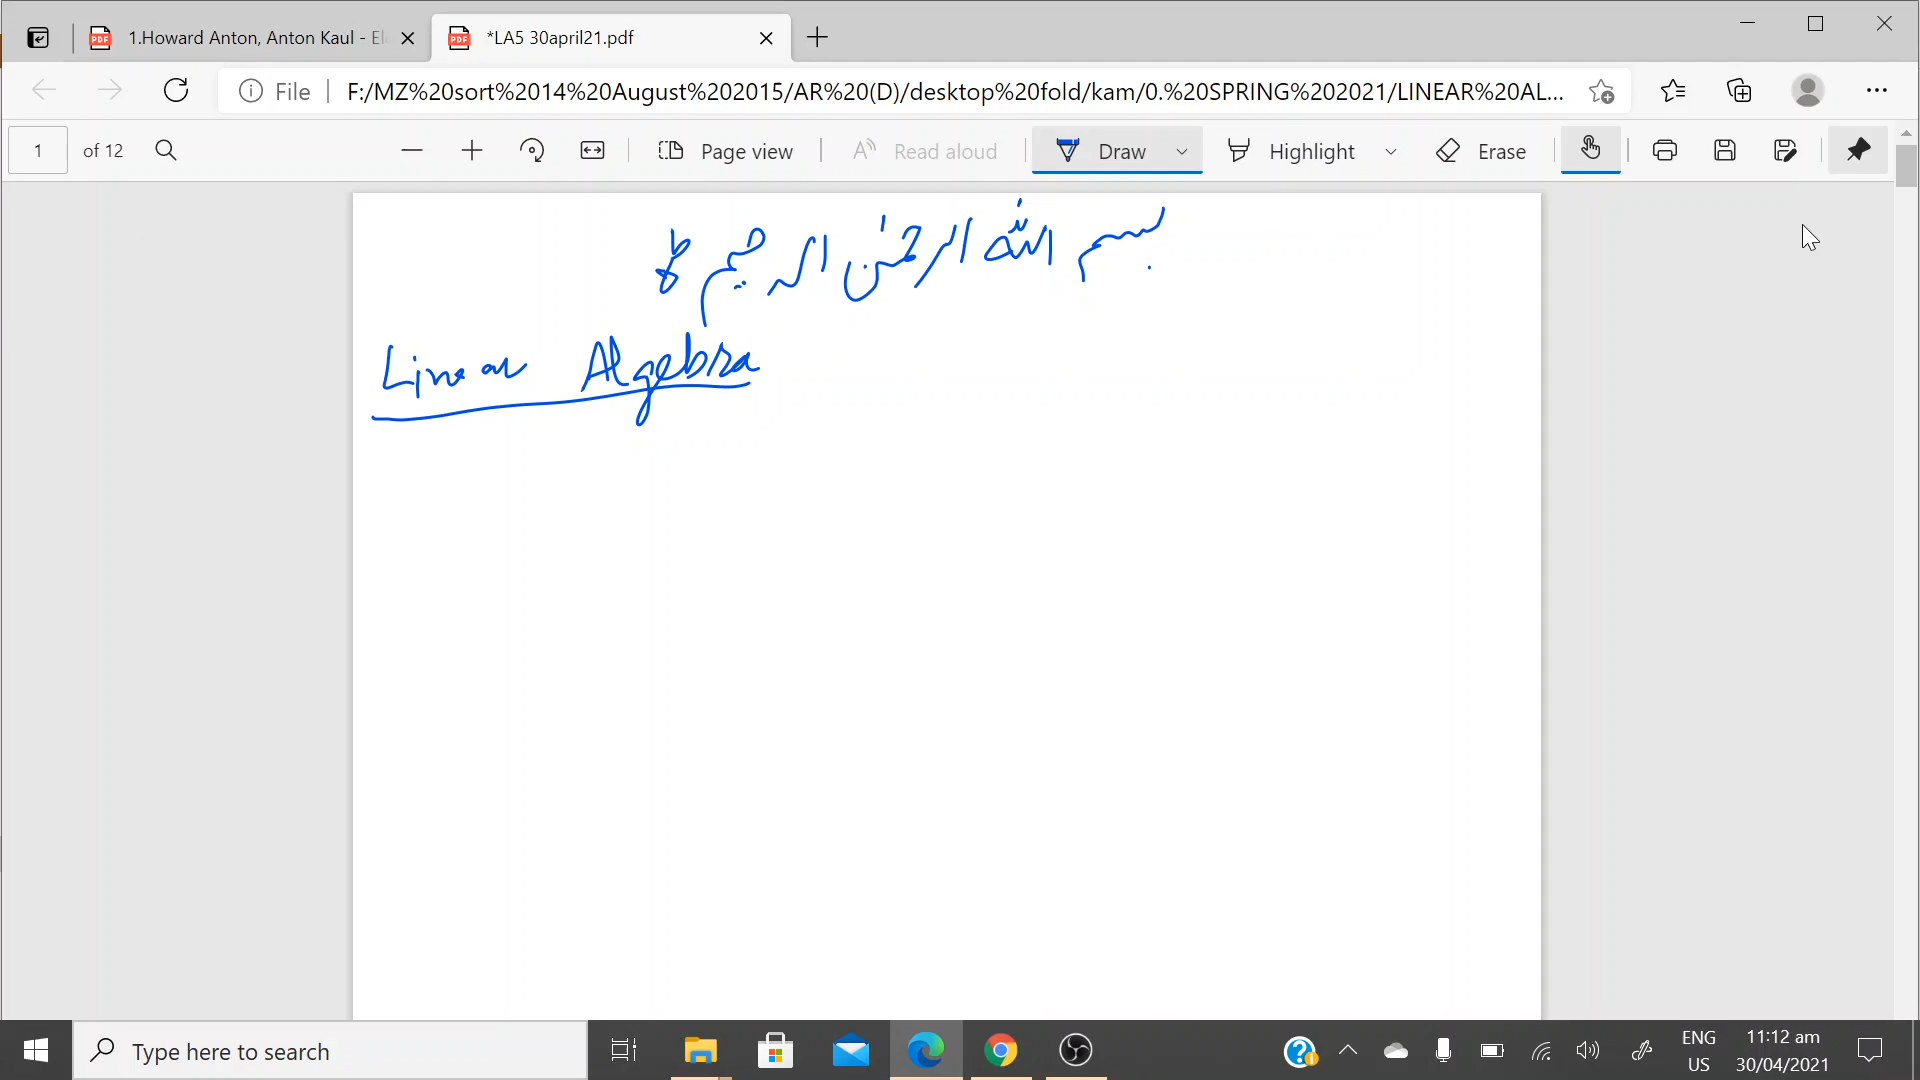 1.Howard Anton, Anton Kaul - El
*LA5 30april21.pdf
File
F:/MZ%20sort%2014%20August%202015/AR%20(D)/desktop%20fold/kam/0.%20SPRING%202021/LINEAR%20AL...
1 of 12
Page view
Read aloud
Draw
Highlight
Erase
بسم الله الرحمٰن الرحیم
Linear Algebra
Type here to search
ENG
US
11:12 am
30/04/2021